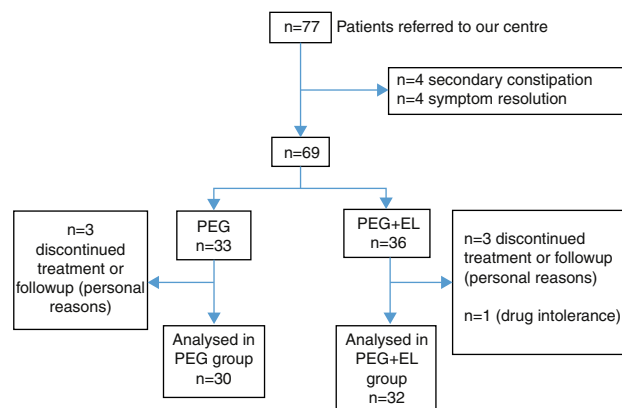 n=77
Patients referred to our centre
n=4 secondary constipation
n=4 symptom resolution
n=69
n=3
discontinued
treatment or
followup (personal
reasons)
PEG
n=33
PEG+EL
n=36
n=3 discontinued
treatment or followup
(personal reasons)
n=1 (drug intolerance)
Analysed in
PEG group
n=30
Analysed in
PEG+EL
group
n=32